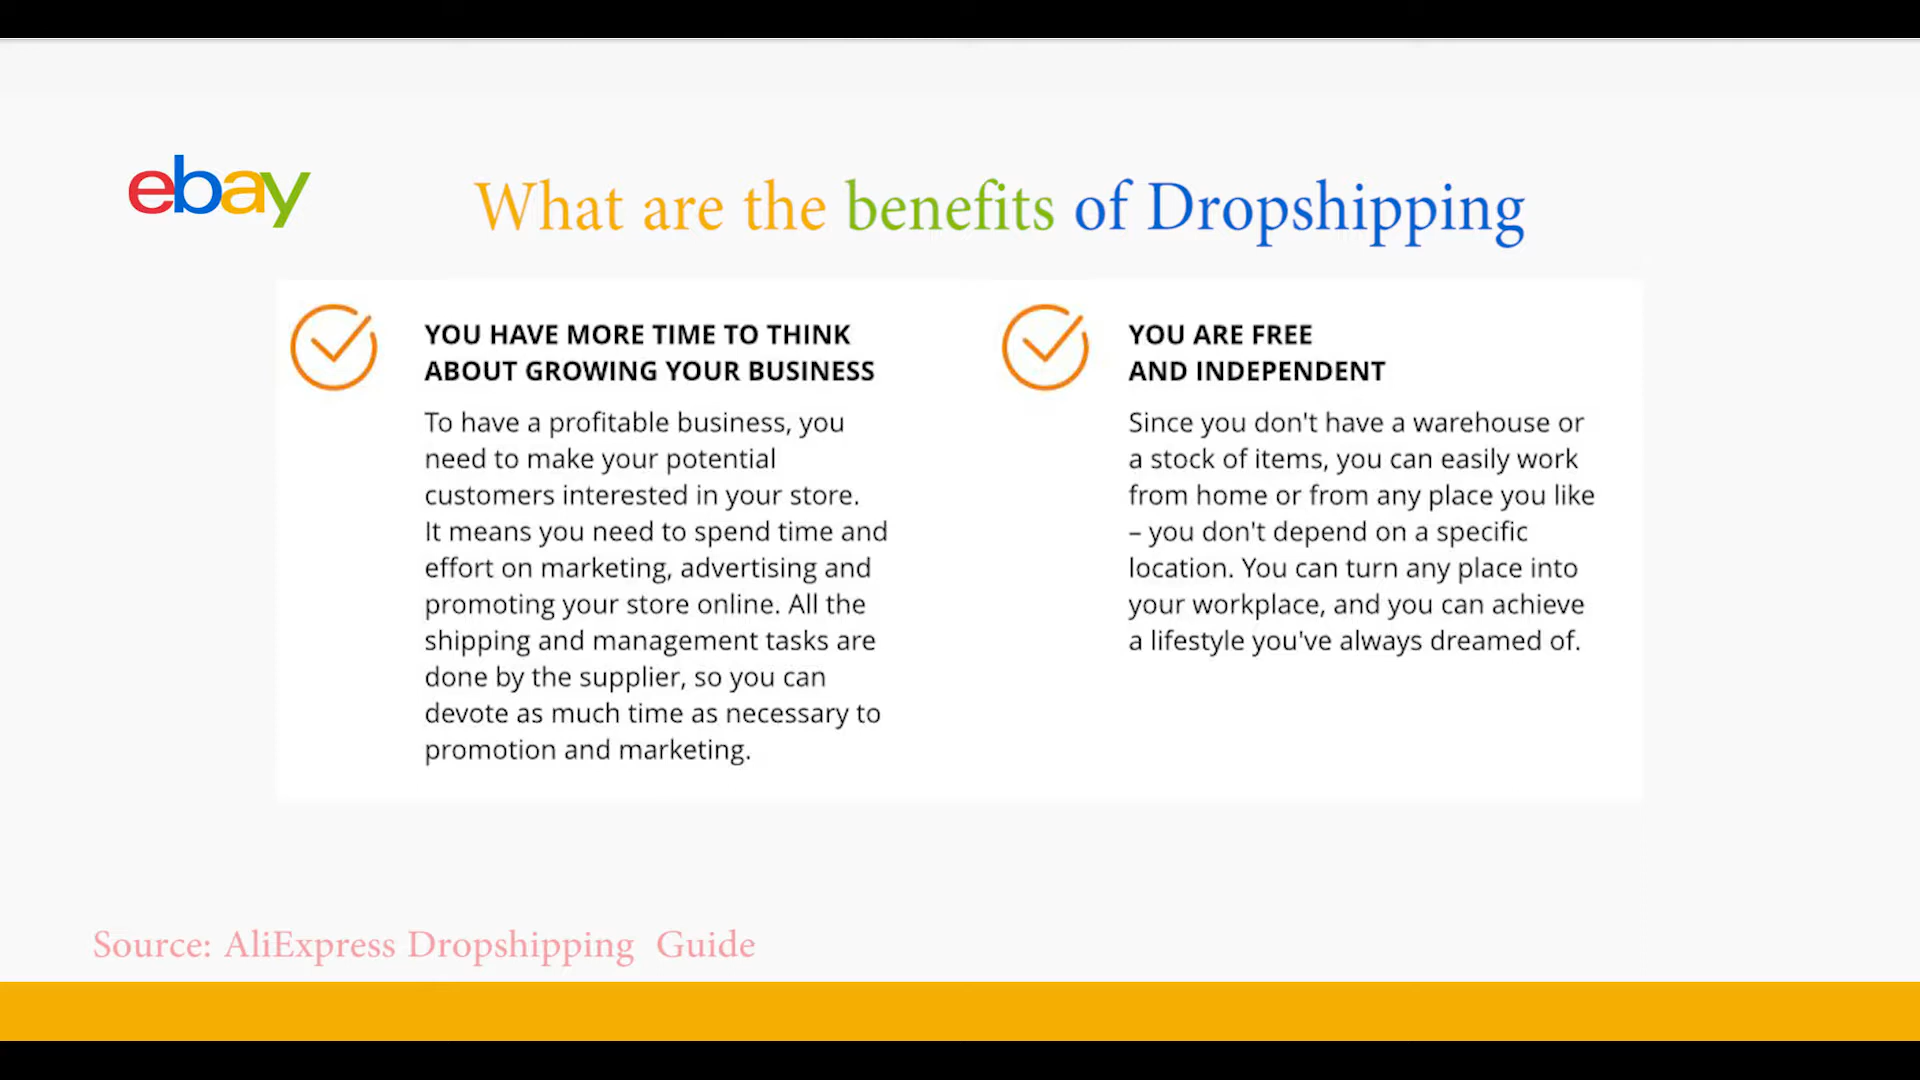 ebay
What are the benefits of Dropshipping
YOU HAVE MORE TIME TO THINK
ABOUT GROWING YOUR BUSINESS
To have a profitable business, you
need to make your potential
customers interested in your store.
It means you need to spend time and
effort on marketing, advertising and
promoting your store online. All the
shipping and management tasks are
done by the supplier, so you can
devote as much time as necessary to
promotion and marketing.
YOU ARE FREE
AND INDEPENDENT
Since you don't have a warehouse or
a stock of items, you can easily work
from home or from any place you like
– you don't depend on a specific
location. You can turn any place into
your workplace, and you can achieve
a lifestyle you've always dreamed of.
Source: AliExpress Dropshipping Guide